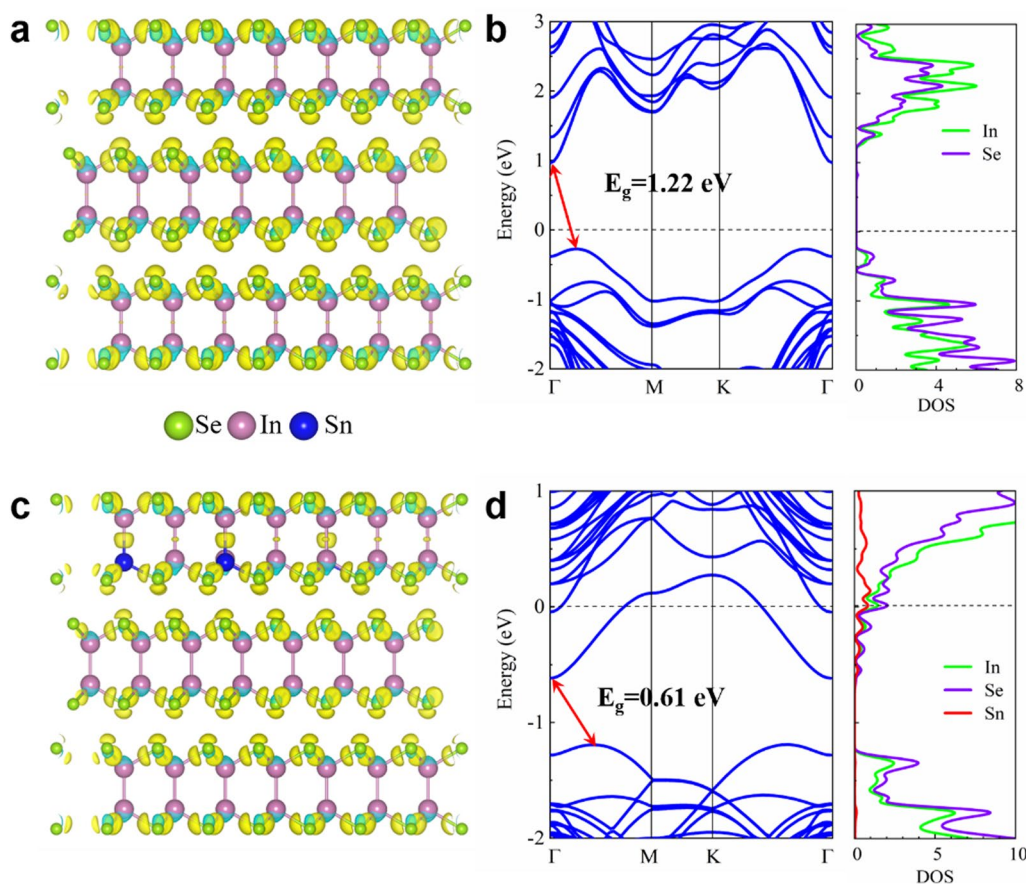 a
b
3
2
1
0
-1
-2
Energy (eV)
E_g=1.22 eV
Γ
M
K
Γ
In
Se
0
4
8
DOS
Se
In
Sn
c
d
1
0
-1
-2
Energy (eV)
E_g=0.61 eV
Γ
M
K
Γ
In
Se
Sn
0
5
10
DOS